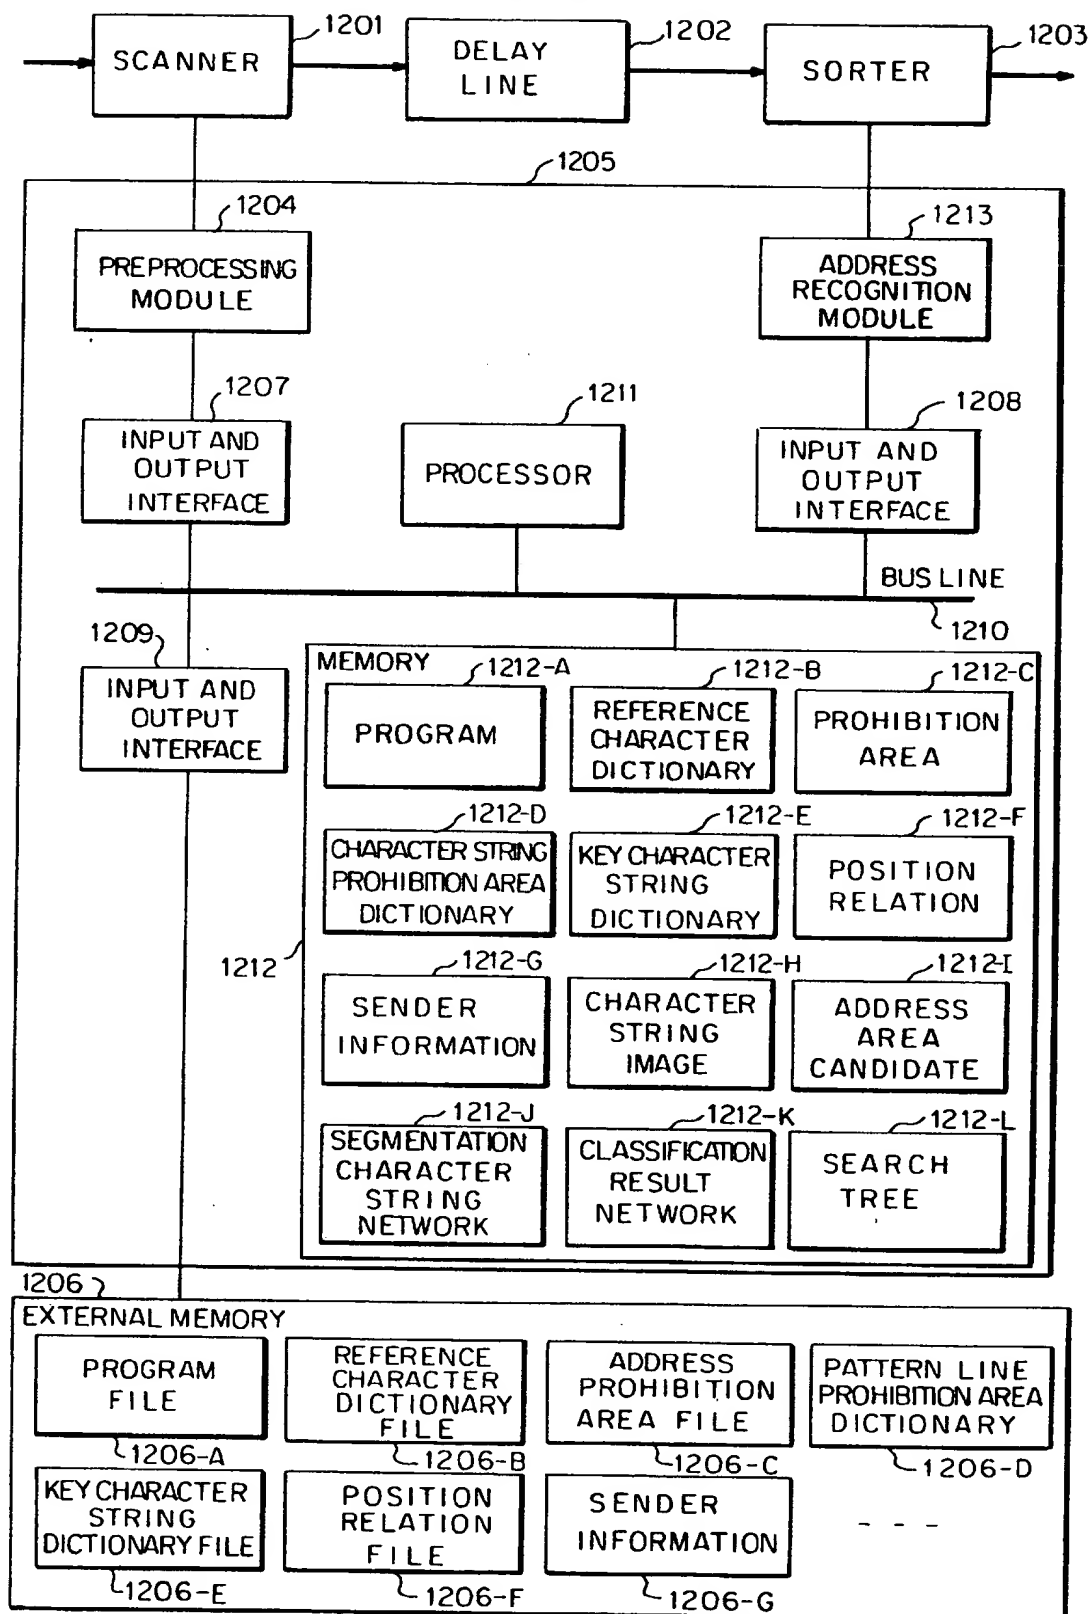 1201
1202
1203
SCANNER
DELAY
LINE
SORTER
1205
1204
1213
PREPROCESSING
MODULE
ADDRESS
RECOGNITION
MODULE
1207
1211
1208
INPUT AND
OUTPUT
INTERFACE
PROCESSOR
INPUT AND
OUTPUT
INTERFACE
BUS LINE
1210
1209
INPUT AND
OUTPUT
INTERFACE
MEMORY
1212
1212-A
PROGRAM
1212-B
REFERENCE
CHARACTER
DICTIONARY
1212-C
PROHIBITION
AREA
1212-D
CHARACTER STRING
PROHIBITION AREA
DICTIONARY
1212-E
KEY CHARACTER
STRING
DICTIONARY
1212-F
POSITION
RELATION
1212-G
SENDER
INFORMATION
1212-H
CHARACTER
STRING
IMAGE
1212-I
ADDRESS
AREA
CANDIDATE
1212-J
SEGMENTATION
CHARACTER
STRING
NETWORK
1212-K
CLASSIFICATION
RESULT
NETWORK
1212-L
SEARCH
TREE
1206
EXTERNAL MEMORY
PROGRAM
FILE
1206-A
REFERENCE
CHARACTER
DICTIONARY
FILE
1206-B
ADDRESS
PROHIBITION
AREA FILE
1206-C
PATTERN LINE
PROHIBITION AREA
DICTIONARY
1206-D
KEY CHARACTER
STRING
DICTIONARY FILE
1206-E
POSITION
RELATION
FILE
1206-F
SENDER
INFORMATION
1206-G
- - -